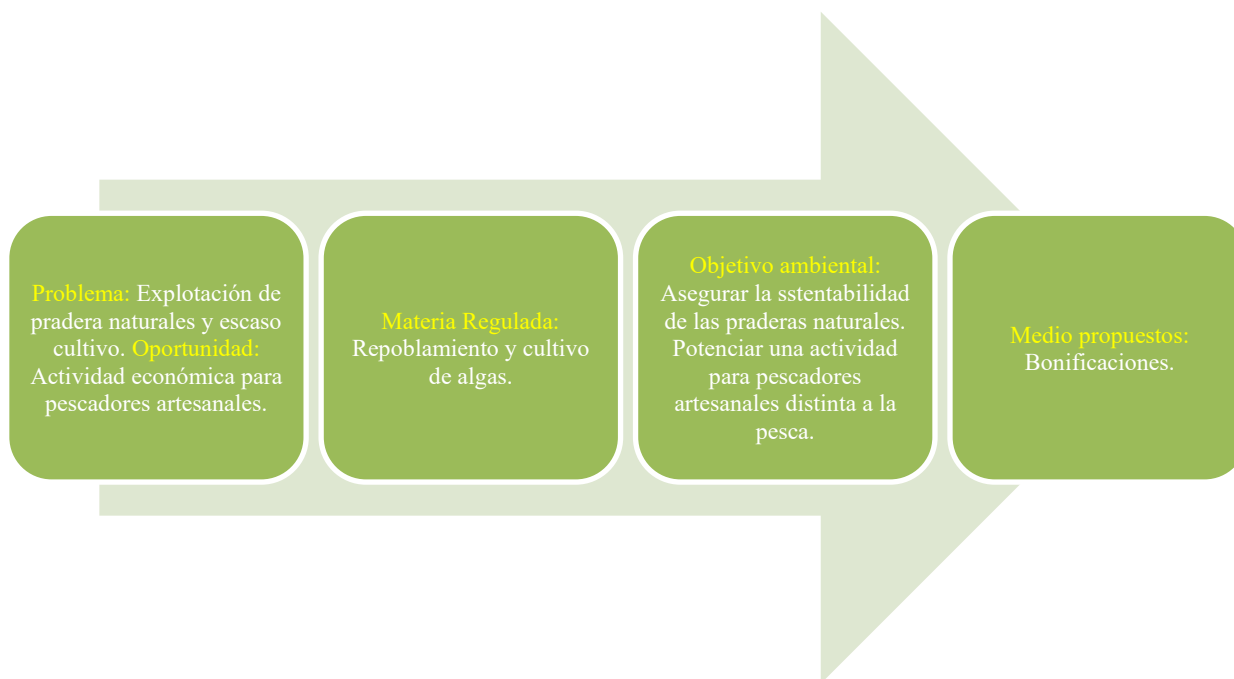 Problema: Explotación de
pradera naturales y escaso
cultivo. Oportunidad:
Actividad económica para
pescadores artesanales.
Materia Regulada:
Repoblamiento y cultivo
de algas.
Objetivo ambiental:
Asegurar la sstentabilidad
de las praderas naturales.
Potenciar una actividad
para pescadores
artesanales distinta a la
pesca.
Medio propuestos:
Bonificaciones.